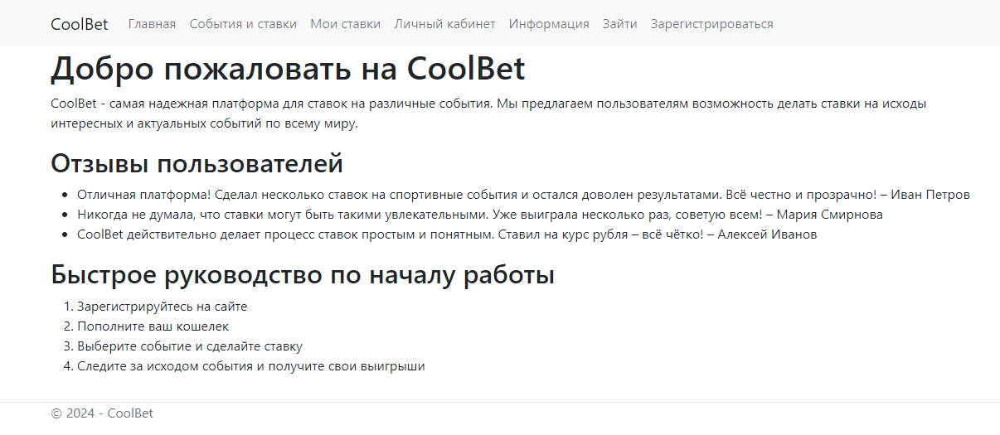 CoolBet Главная События и ставки Мои ставки Личный кабинет Информация Зайти Зарегистрироваться
Добро пожаловать на CoolBet
CoolBet - самая надежная платформа для ставок на различные события. Мы предлагаем пользователям возможность делать ставки на исходы
интересных и актуальных событий по всему миру.
Отзывы пользователей
• Отличная платформа! Сделал несколько ставок на спортивные события и остался доволен результатами. Всё честно и прозрачно! – Иван Петров
• Никогда не думала, что ставки могут быть такими увлекательными. Уже выиграла несколько раз, советую всем! – Мария Смирнова
• CoolBet действительно делает процесс ставок простым и понятным. Ставил на курс рубля – всё чётко! – Алексей Иванов
Быстрое руководство по началу работы
1. Зарегистрируйтесь на сайте
2. Пополните ваш кошелек
3. Выберите событие и сделайте ставку
4. Следите за исходом события и получите свои выигрыши
© 2024 - CoolBet